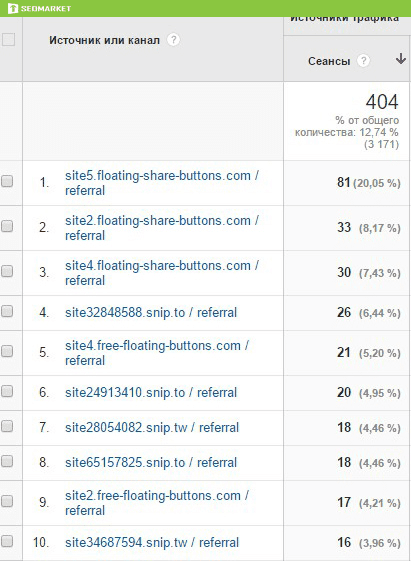 SEOMARKET
Источники трафика
Источник или канал ?
Сеансы ?
404
% от общего
количества: 12,74 %
(3 171)
1. site5.floating-share-buttons.com /
referral
81 (20,05 %)
2. site2.floating-share-buttons.com /
referral
33 (8,17 %)
3. site4.floating-share-buttons.com /
referral
30 (7,43 %)
4. site32848588.snip.to / referral 26 (6,44 %)
5. site4.free-floating-buttons.com /
referral
21 (5,20 %)
6. site24913410.snip.to / referral 20 (4,95 %)
7. site28054082.snip.tw / referral 18 (4,46 %)
8. site65157825.snip.to / referral 18 (4,46 %)
9. site2.free-floating-buttons.com /
referral
17 (4,21 %)
10. site34687594.snip.tw / referral 16 (3,96 %)